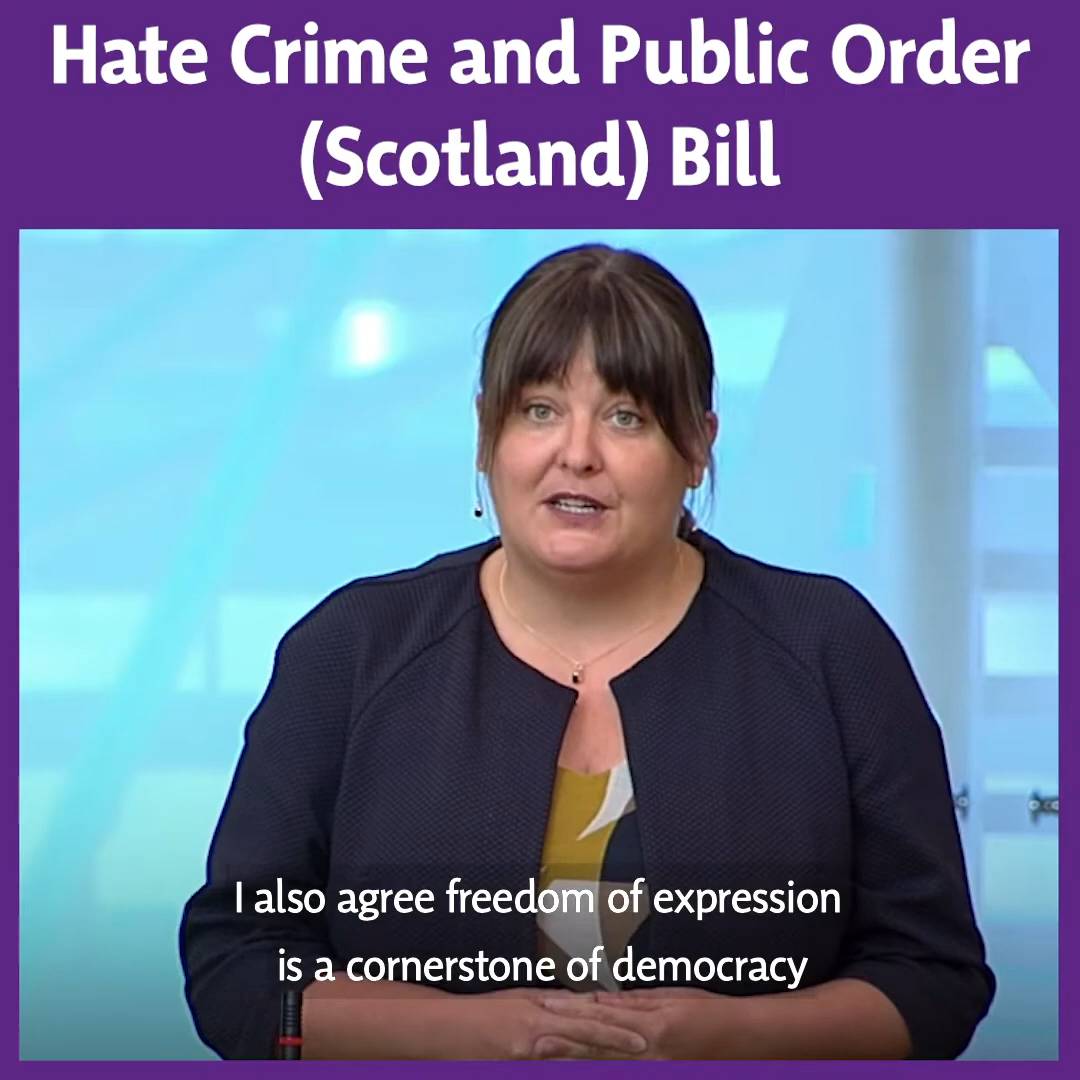 Hate Crime and Public Order
(Scotland) Bill
I also agree freedom of expression
is a cornerstone of democracy